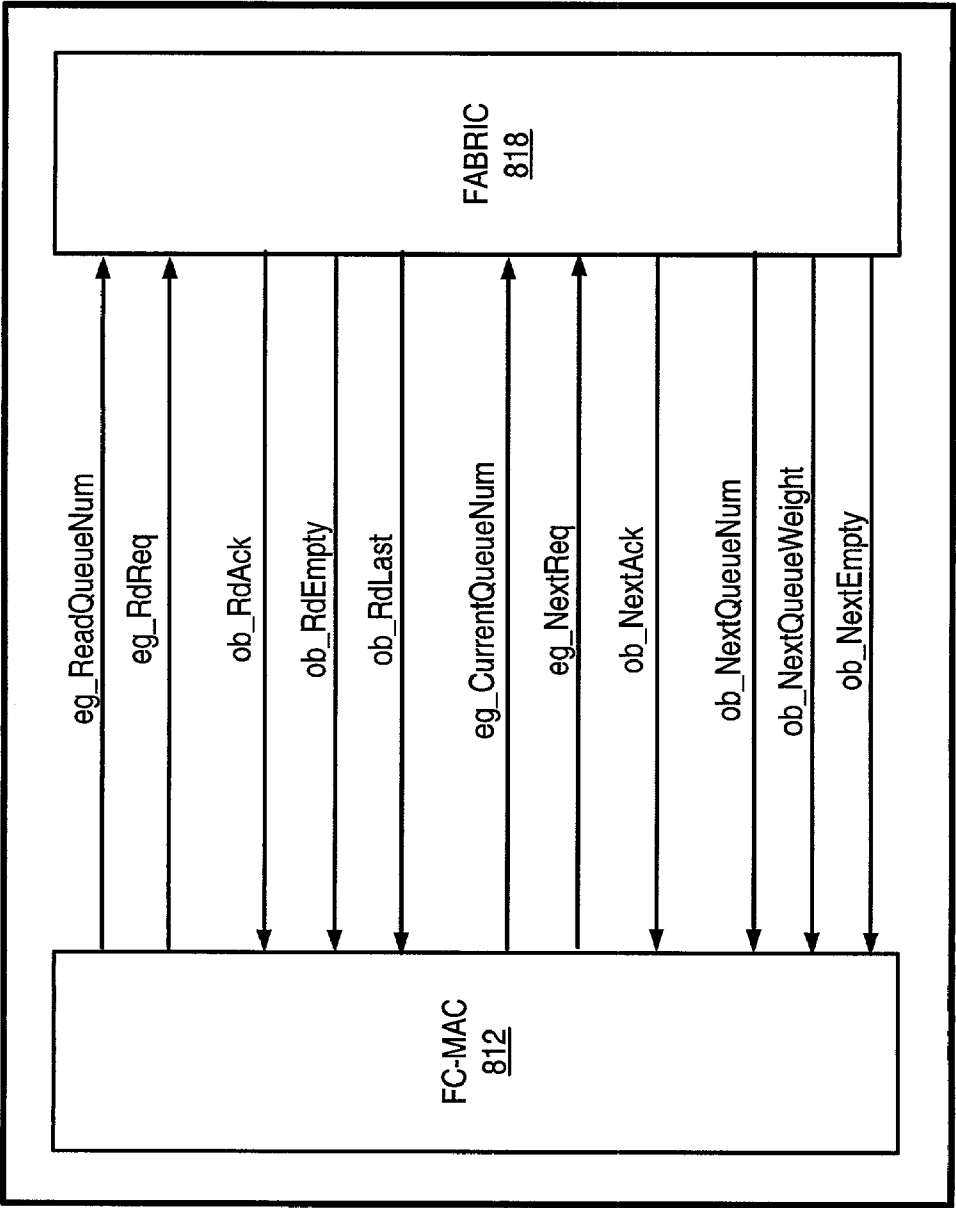 FC-MAC
812
eg_ReadQueueNum
eg_RdReq
ob_RdAck
ob_RdEmpty
ob_RdLast
eg_CurrentQueueNum
eg_NextReq
ob_NextAck
ob_NextQueueNum
ob_NextQueueWeight
ob_NextEmpty
FABRIC
818